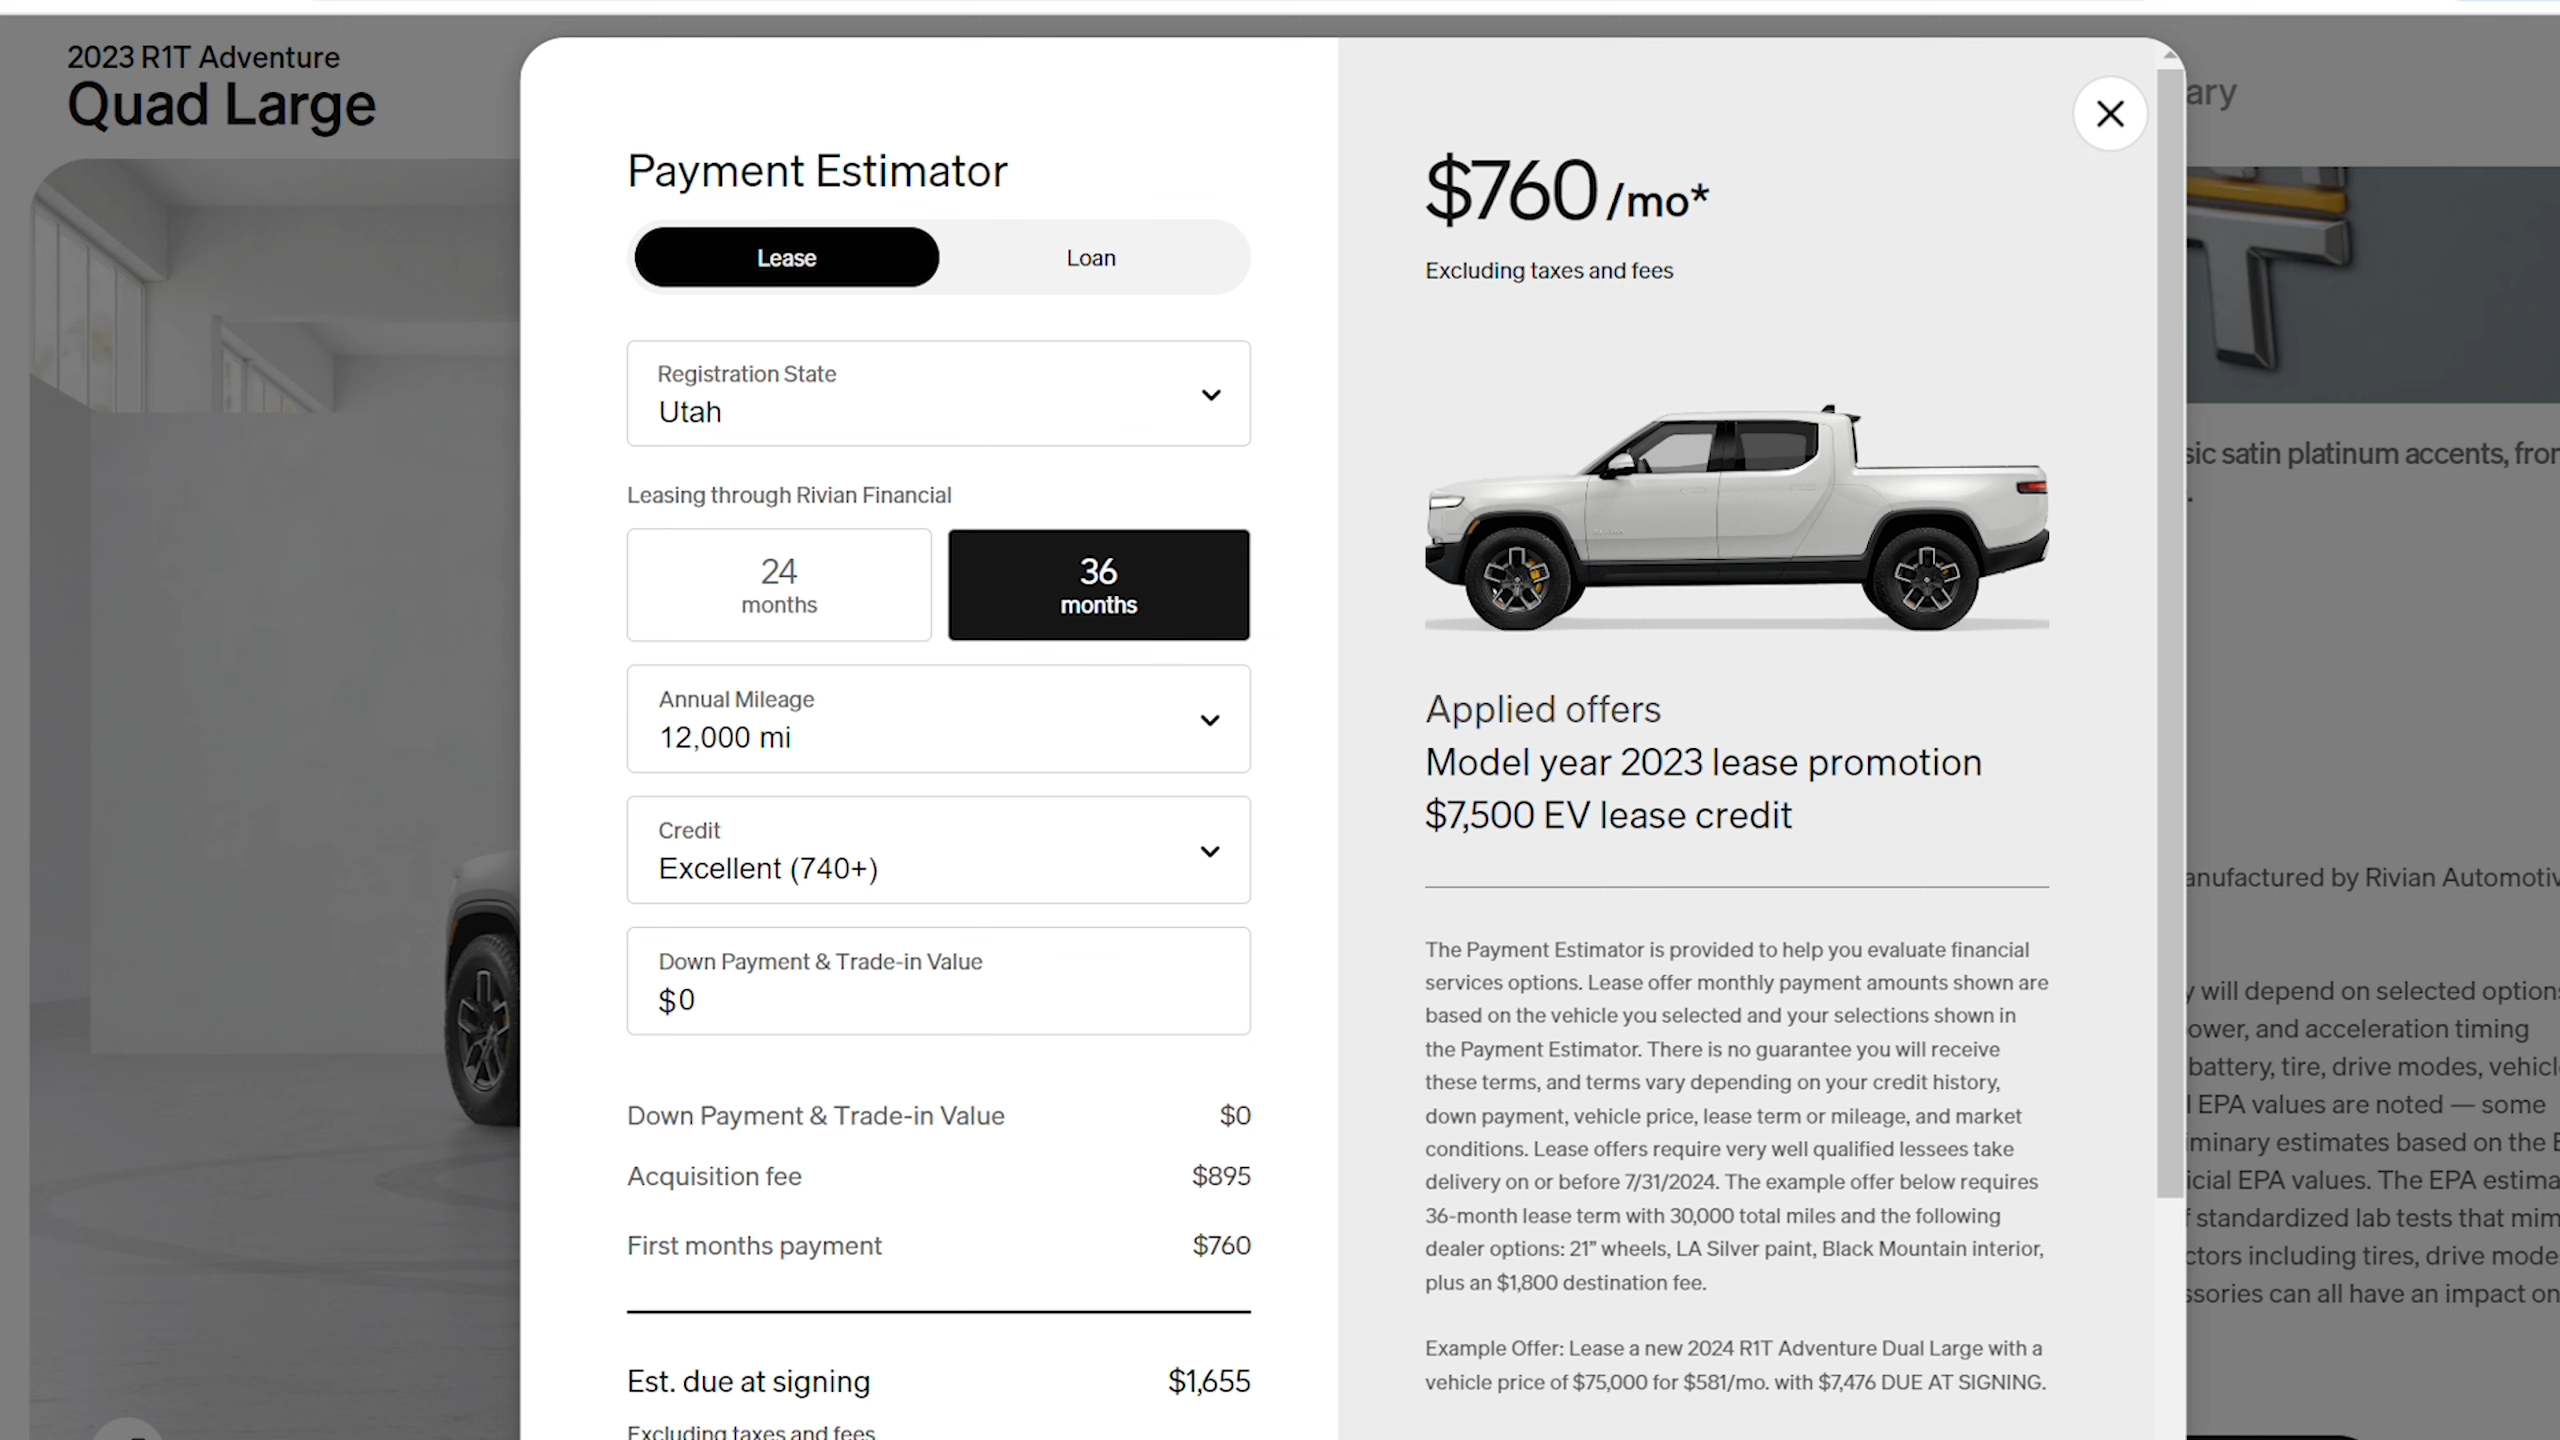 2023 R1T Adventure
Quad Large
Payment Estimator
Lease
Loan
Registration State
Utah
Leasing through Rivian Financial
24
months
36
months
Annual Mileage
12,000 mi
Credit
Excellent (740+)
Down Payment & Trade-in Value
$0
Down Payment & Trade-in Value $0
Acquisition fee $895
First months payment $760
Est. due at signing $1,655
Excluding taxes and fees
$760 /mo*
Excluding taxes and fees
Applied offers
Model year 2023 lease promotion
$7,500 EV lease credit
The Payment Estimator is provided to help you evaluate financial
services options. Lease offer monthly payment amounts shown are
based on the vehicle you selected and your selections shown in
the Payment Estimator. There is no guarantee you will receive
these terms, and terms vary depending on your credit history,
down payment, vehicle price, lease term or mileage, and market
conditions. Lease offers require very well qualified lessees take
delivery on or before 7/31/2024. The example offer below requires
36-month lease term with 30,000 total miles and the following
dealer options: 21” wheels, LA Silver paint, Black Mountain interior,
plus an $1,800 destination fee.
Example Offer: Lease a new 2024 R1T Adventure Dual Large with a
vehicle price of $75,000 for $581/mo. with $7,476 DUE AT SIGNING.
ary
T
sic satin platinum accents, from
.
anufactured by Rivian Automotiv
y will depend on selected options
ower, and acceleration timing
battery, tire, drive modes, vehicl
l EPA values are noted — some
iminary estimates based on the E
icial EPA values. The EPA estima
f standardized lab tests that mim
ctors including tires, drive mode
ssories can all have an impact on